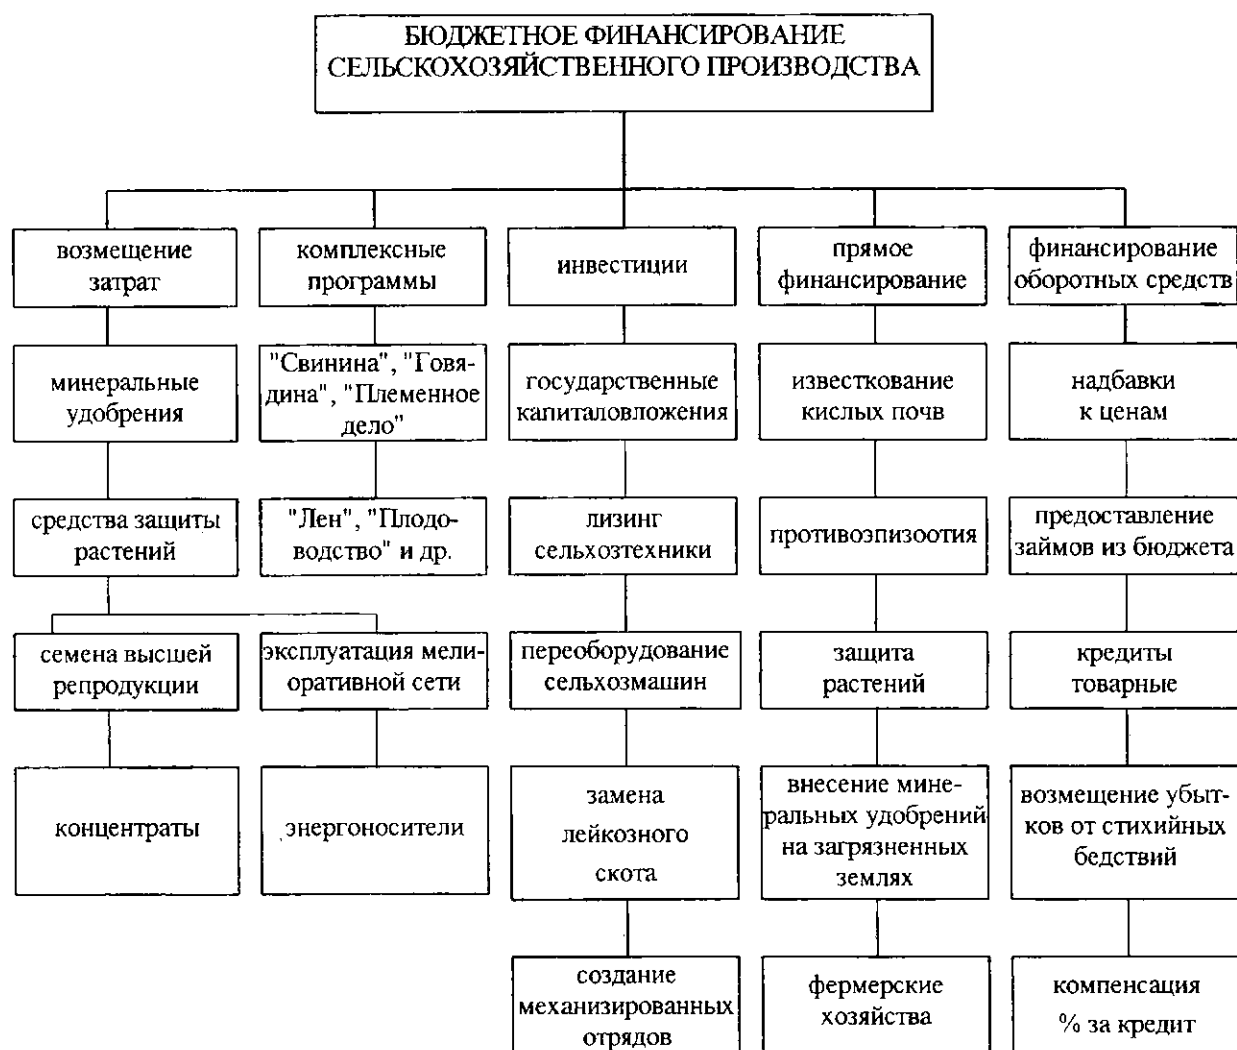 БЮДЖЕТНОЕ ФИНАНСИРОВАНИЕ
СЕЛЬСКОХОЗЯЙСТВЕННОГО ПРОИЗВОДСТВА
возмещение
затрат
комплексные
программы
инвестиции
прямое
финансирование
финансирование
оборотных средств
минеральные
удобрения
"Свинина", "Говя-
дина", "Племенное
дело"
государственные
капиталовложения
известкование
кислых почв
надбавки
к ценам
средства защиты
растений
"Лен", "Плодо-
водство" и др.
лизинг
сельхозтехники
противоэпизоотия
предоставление
займов из бюджета
семена высшей
репродукции
эксплуатация мели-
оративной сети
переоборудование
сельхозмашин
защита
растений
кредиты
товарные
концентраты
энергоносители
замена
лейкозного
скота
внесение мине-
ральных удобрений
на загрязненных
землях
возмещение убыт-
ков от стихийных
бедствий
создание
механизированных
отрядов
фермерские
хозяйства
компенсация
% за кредит